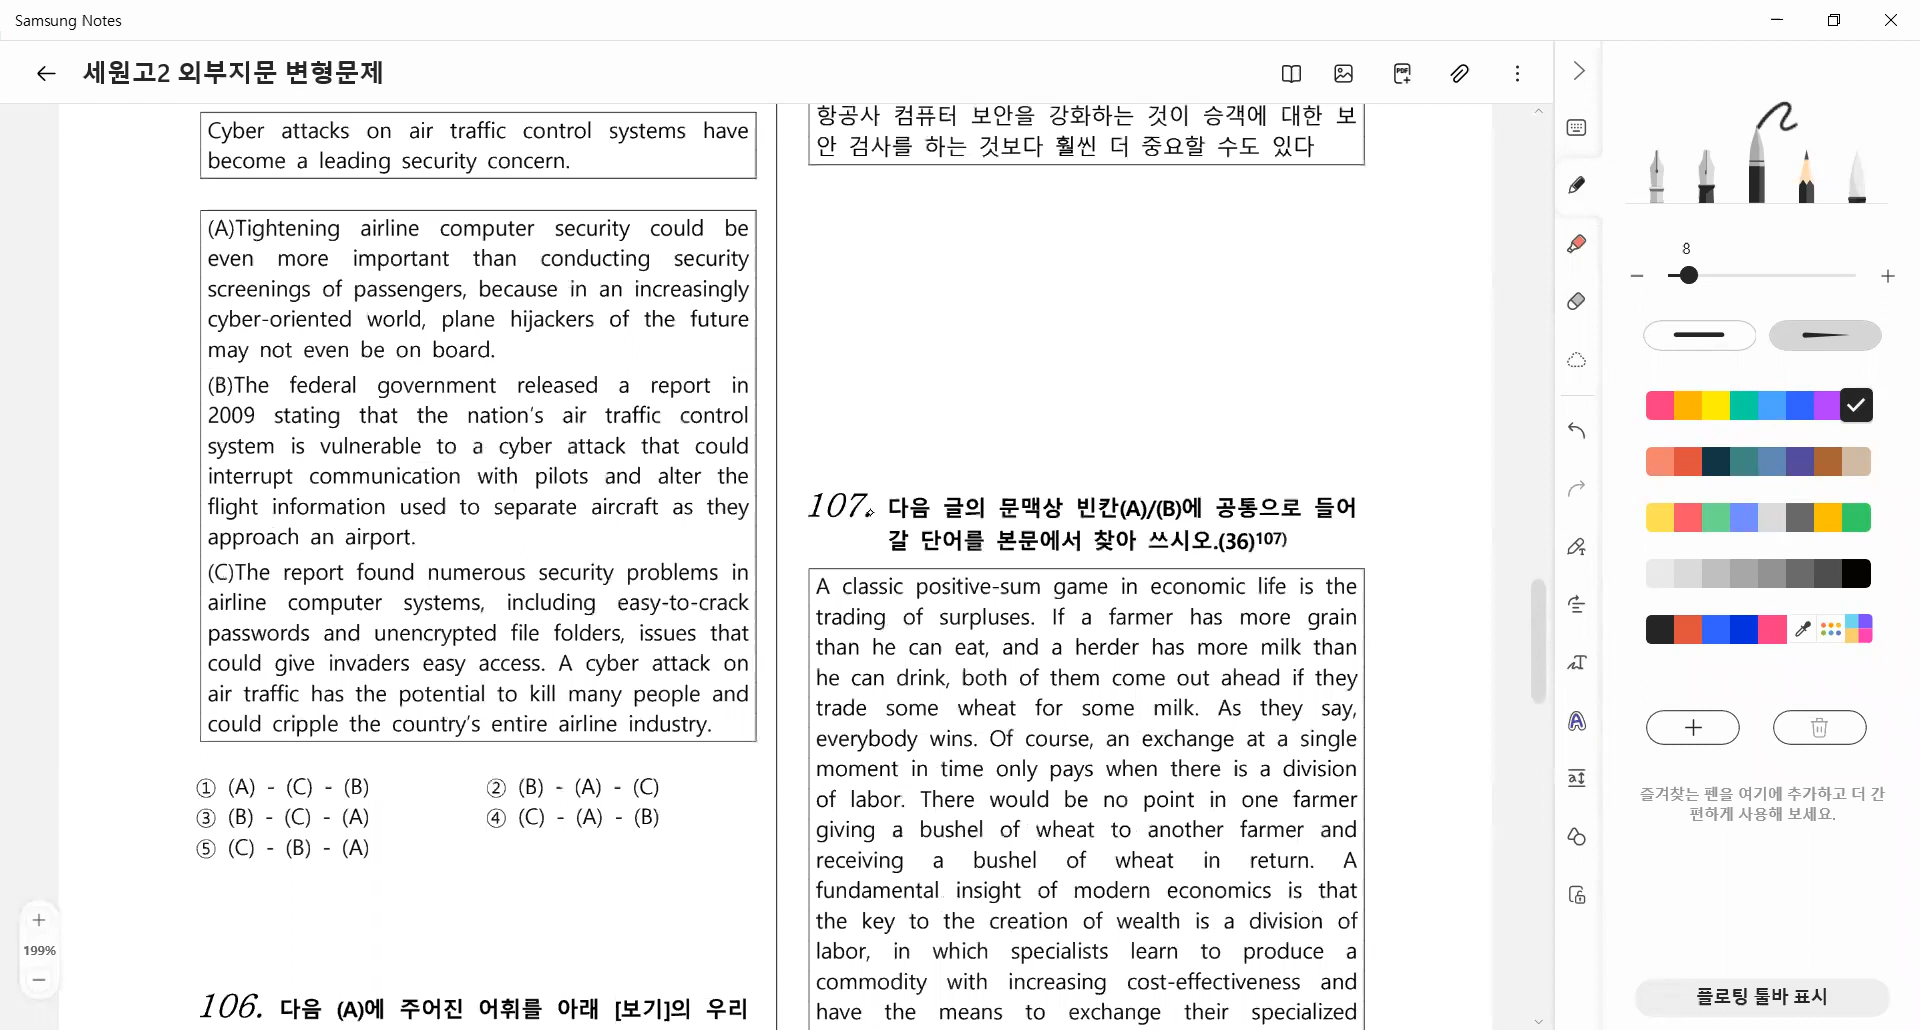 Samsung Notes
세원고2 외부지문 변형문제
Cyber attacks on air traffic control systems have
become a leading security concern.
(A)Tightening airline computer security could be
even more important than conducting security
screenings of passengers, because in an increasingly
cyber-oriented world, plane hijackers of the future
may not even be on board.
(B)The federal government released a report in
2009 stating that the nation's air traffic control
system is vulnerable to a cyber attack that could
interrupt communication with pilots and alter the
flight information used to separate aircraft as they
approach an airport.
(C)The report found numerous security problems in
airline computer systems, including easy-to-crack
passwords and unencrypted file folders, issues that
could give invaders easy access. A cyber attack on
air traffic has the potential to kill many people and
could cripple the country's entire airline industry.
① (A) - (C) - (B)
② (B) - (A) - (C)
③ (B) - (C) - (A)
④ (C) - (A) - (B)
⑤ (C) - (B) - (A)
106. 다음 (A)에 주어진 어휘를 아래 [보기]의 우리
항공사 컴퓨터 보안을 강화하는 것이 승객에 대한 보
안 검사를 하는 것보다 훨씬 더 중요할 수도 있다
107. 다음 글의 문맥상 빈칸(A)/(B)에 공통으로 들어
갈 단어를 본문에서 찾아 쓰시오.(36)107)
A classic positive-sum game in economic life is the
trading of surpluses. If a farmer has more grain
than he can eat, and a herder has more milk than
he can drink, both of them come out ahead if they
trade some wheat for some milk. As they say,
everybody wins. Of course, an exchange at a single
moment in time only pays when there is a division
of labor. There would be no point in one farmer
giving a bushel of wheat to another farmer and
receiving a bushel of wheat in return. A
fundamental insight of modern economics is that
the key to the creation of wealth is a division of
labor, in which specialists learn to produce a
commodity with increasing cost-effectiveness and
have the means to exchange their specialized
199%
PDF
8
즐겨찾는 펜을 여기에 추가하고 더 간
편하게 사용해 보세요.
플로팅 툴바 표시